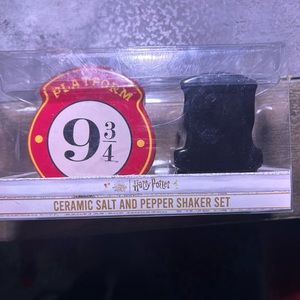 PLATFORM
9 3/4
Harry Potter
CERAMIC SALT AND PEPPER SHAKER SET